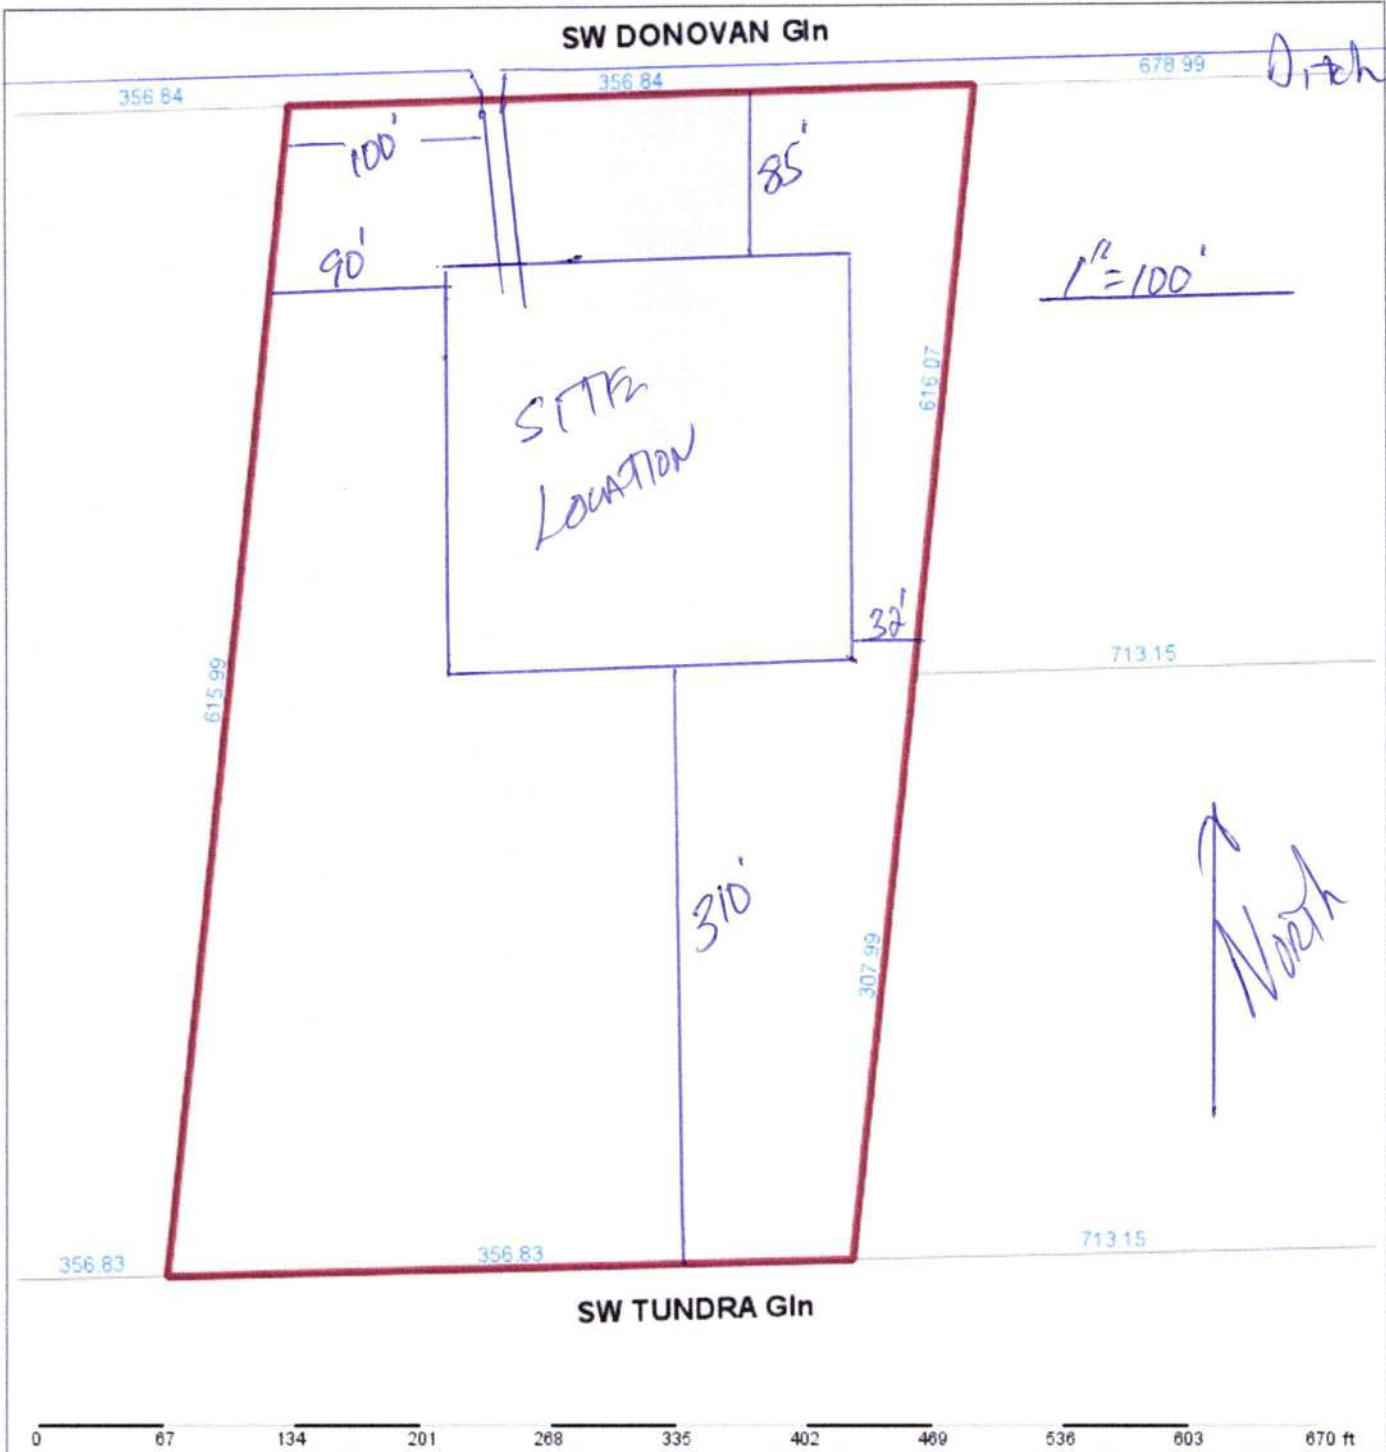 SW DONOVAN Gln
Ditch
356.84
356.84
678.99
100'
85'
90'
1"=100'
SITE
LOCATION
616.07
32'
713.15
615.99
310'
307.99
North
356.83
356.83
713.15
SW TUNDRA Gln
0 67 134 201 268 335 402 469 536 603 670 ft